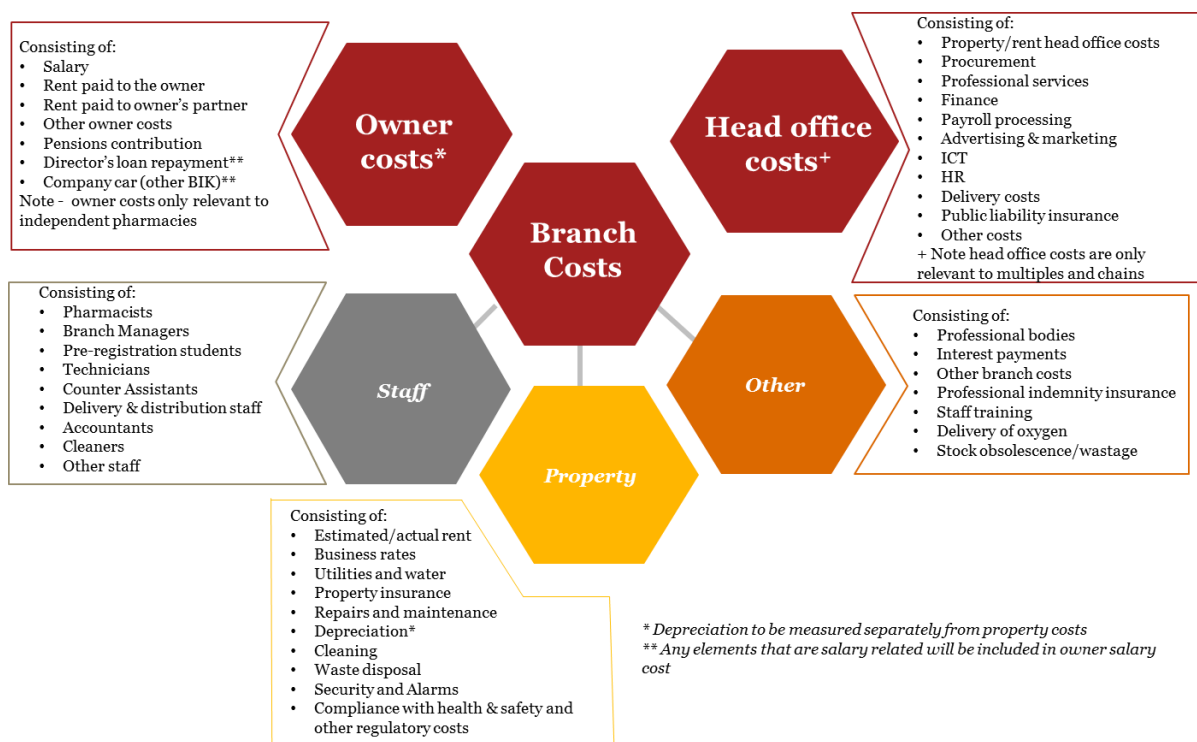 Consisting of:
• Salary
• Rent paid to the owner
• Rent paid to owner's partner
• Other owner costs
• Pensions contribution
• Director's loan repayment**
• Company car (other BIK)**
Note - owner costs only relevant to
independent pharmacies
Owner
costs*
Head office
costs+
Consisting of:
• Property/rent head office costs
• Procurement
• Professional services
• Finance
• Payroll processing
• Advertising & marketing
• ICT
• HR
• Delivery costs
• Public liability insurance
• Other costs
+ Note head office costs are only
relevant to multiples and chains
Branch
Costs
Consisting of:
• Pharmacists
• Branch Managers
• Pre-registration students
• Technicians
• Counter Assistants
• Delivery & distribution staff
• Accountants
• Cleaners
• Other staff
Staff
Property
Other
Consisting of:
• Professional bodies
• Interest payments
• Other branch costs
• Professional indemnity insurance
• Staff training
• Delivery of oxygen
• Stock obsolescence/wastage
Consisting of:
• Estimated/actual rent
• Business rates
• Utilities and water
• Property insurance
• Repairs and maintenance
• Depreciation*
• Cleaning
• Waste disposal
• Security and Alarms
• Compliance with health & safety and
other regulatory costs
* Depreciation to be measured separately from property costs
** Any elements that are salary related will be included in owner salary
cost